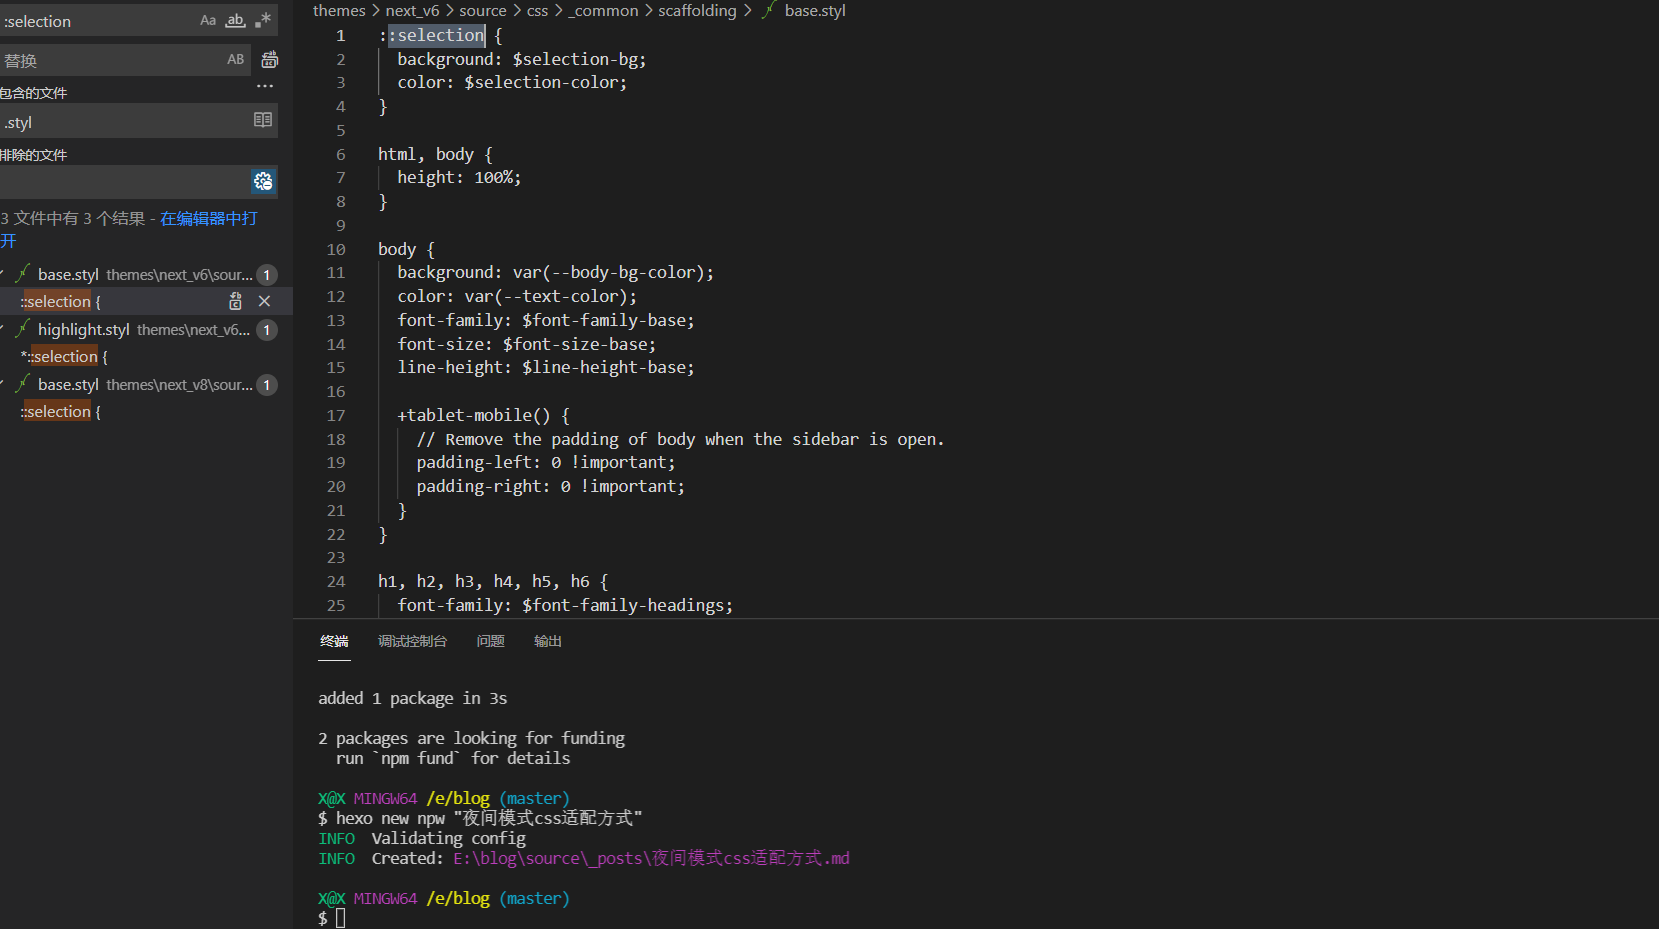 :selection
Aa ab
替换
AB
包含的文件
...
.styl
排除的文件
3 文件中有 3 个结果 - 在编辑器中打
开
base.styl themes\next_v6\sour... 1
::selection {
highlight.styl themes\next_v6... 1
*::selection {
base.styl themes\next_v8\sour... 1
::selection {
themes > next_v6 > source > css > _common > scaffolding > base.styl
1 ::selection {
2 background: $selection-bg;
3 color: $selection-color;
4 }
5
6 html, body {
7 height: 100%;
8 }
9
10 body {
11 background: var(--body-bg-color);
12 color: var(--text-color);
13 font-family: $font-family-base;
14 font-size: $font-size-base;
15 line-height: $line-height-base;
16
17 +tablet-mobile() {
18 // Remove the padding of body when the sidebar is open.
19 padding-left: 0 !important;
20 padding-right: 0 !important;
21 }
22 }
23
24 h1, h2, h3, h4, h5, h6 {
25 font-family: $font-family-headings;
终端 调试控制台 问题 输出
added 1 package in 3s
2 packages are looking for funding
run `npm fund` for details
X@X MINGW64 /e/blog (master)
$ hexo new npw "夜间模式css适配方式"
INFO Validating config
INFO Created: E:\blog\source\_posts\夜间模式css适配方式.md
X@X MINGW64 /e/blog (master)
$